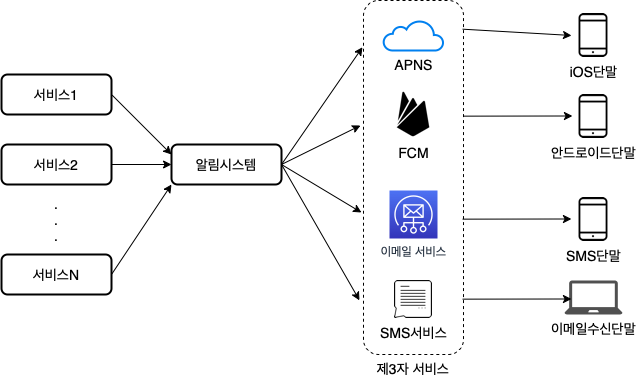 서비스1
서비스2
서비스N
알림시스템
APNS
FCM
이메일 서비스
SMS서비스
제3자 서비스
iOS단말
안드로이드단말
SMS단말
이메일수신단말